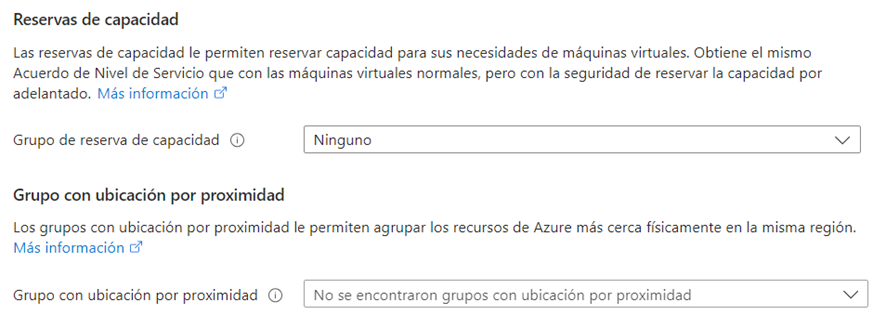 Reservas de capacidad
Las reservas de capacidad le permiten reservar capacidad para sus necesidades de máquinas virtuales. Obtiene el mismo
Acuerdo de Nivel de Servicio que con las máquinas virtuales normales, pero con la seguridad de reservar la capacidad por
adelantado. Más información
Grupo de reserva de capacidad Ninguno
Grupo con ubicación por proximidad
Los grupos con ubicación por proximidad le permiten agrupar los recursos de Azure más cerca físicamente en la misma región.
Más información
Grupo con ubicación por proximidad No se encontraron grupos con ubicación por proximidad